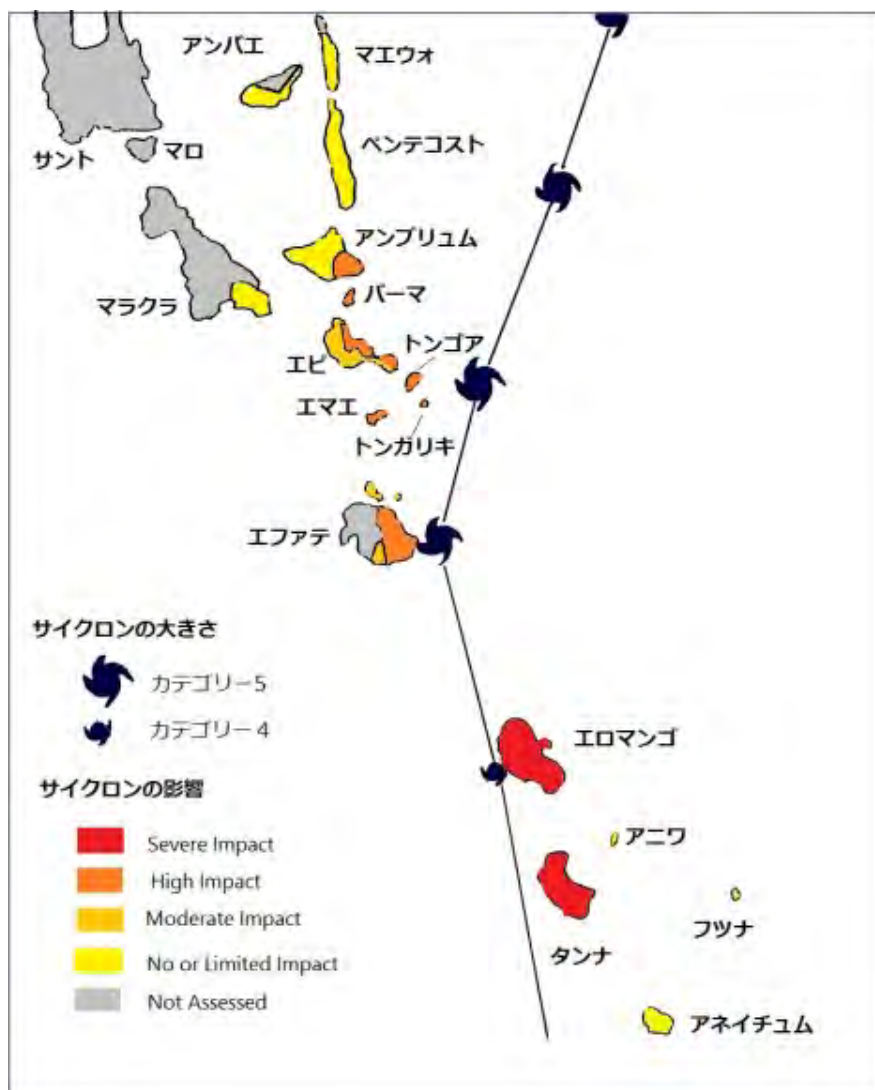 アンバエ
マエウォ
サント
マロ
ペンテコスト
アンブリュム
マラクラ
パーマ
トンゴア
エピ
エマエ
トンガリキ
エファテ
サイクロンの大きさ
カテゴリー5
カテゴリー4
エロマンゴ
サイクロンの影響
アニワ
Severe Impact
High Impact
Moderate Impact
フツナ
タンナ
No or Limited Impact
Not Assessed
アネイチュム